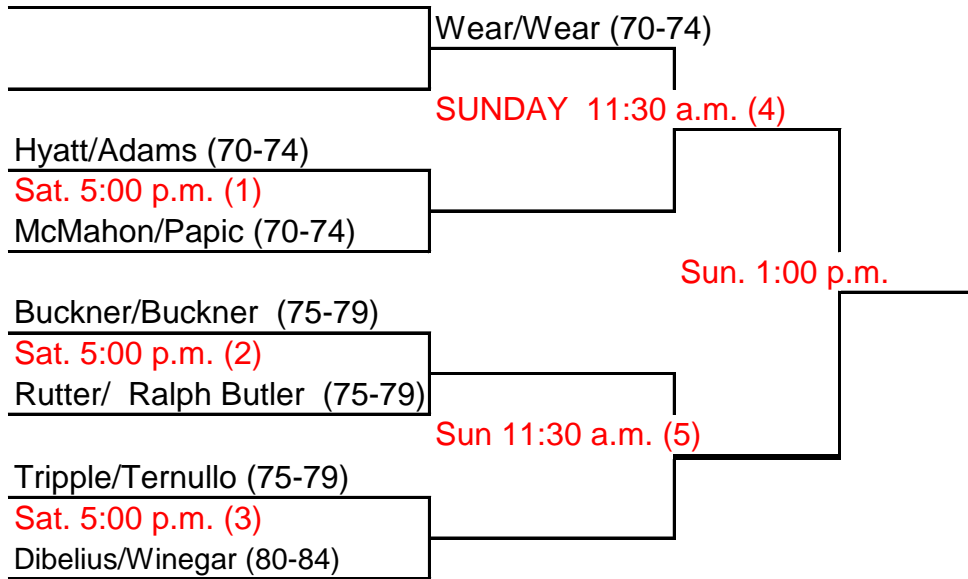 Wear/Wear (70-74)
SUNDAY  11:30 a.m. (4)
Hyatt/Adams (70-74)
Sat. 5:00 p.m. (1)
McMahon/Papic (70-74)
Sun. 1:00 p.m.
Buckner/Buckner  (75-79)
Sat. 5:00 p.m. (2)
Rutter/  Ralph Butler  (75-79)
Sun 11:30 a.m. (5)
Tripple/Ternullo (75-79)
Sat. 5:00 p.m. (3)
Dibelius/Winegar (80-84)